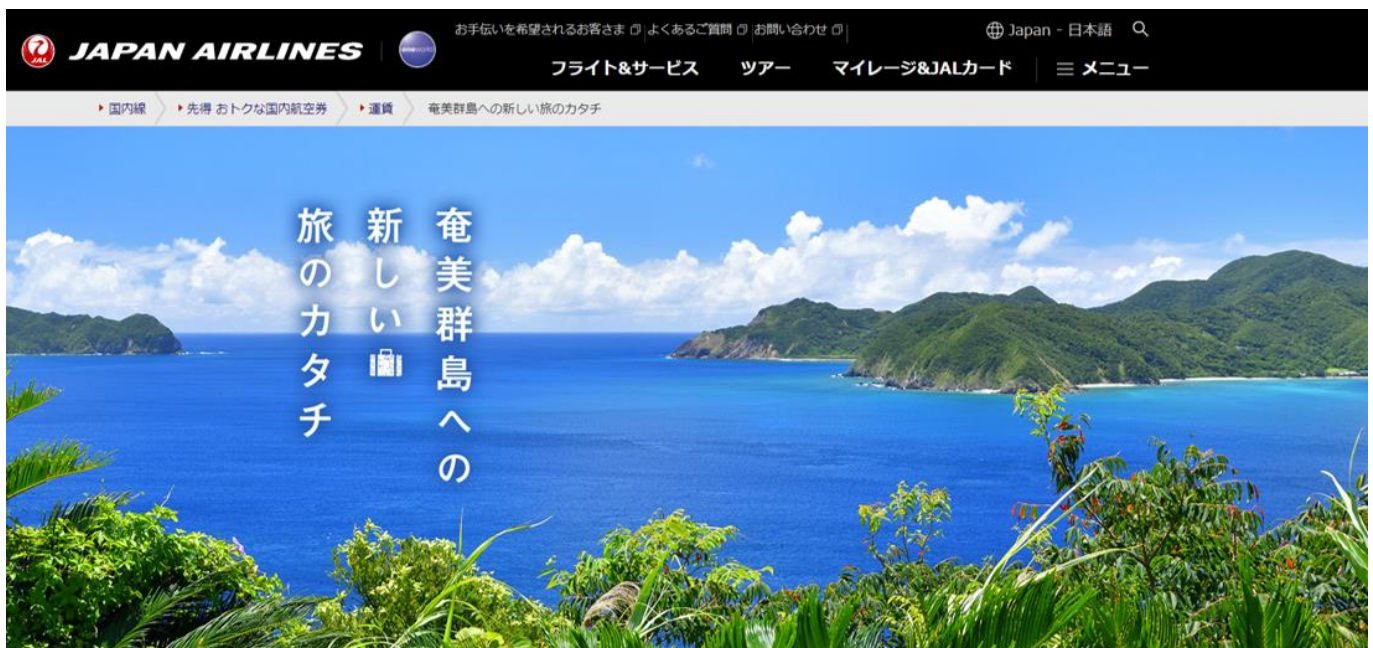 お手伝いを希望されるお客さま よくあるご質問 お問い合わせ Japan - 日本語
JAL JAPAN AIRLINES oneworld
フライト&サービス ツアー マイレージ&JALカード メニュー
国内線 先得 おトクな国内航空券 運賃 奄美群島への新しい旅のカタチ
奄美群島への
新しい
旅のカタチ